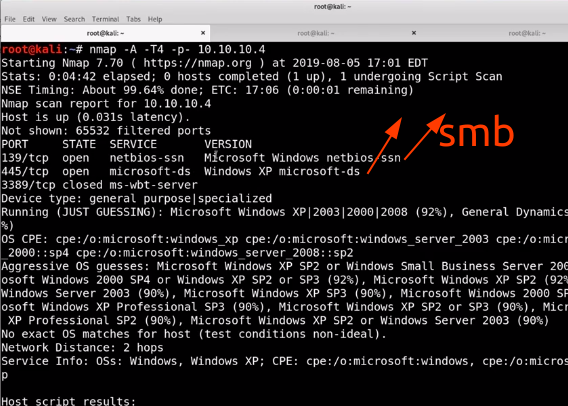 root@kali: ~
File Edit View Search Terminal Tabs Help
root@kali: ~ × root@kali: ~ × root@kali: ~
root@kali:~# nmap -A -T4 -p- 10.10.10.4
Starting Nmap 7.70 ( https://nmap.org ) at 2019-08-05 17:01 EDT
Stats: 0:04:42 elapsed; 0 hosts completed (1 up), 1 undergoing Script Scan
NSE Timing: About 99.64% done; ETC: 17:06 (0:00:01 remaining)
Nmap scan report for 10.10.10.4
Host is up (0.031s latency).
Not shown: 65532 filtered ports
smb
PORT STATE SERVICE VERSION
139/tcp open netbios-ssn Microsoft Windows netbios-ssn
445/tcp open microsoft-ds Windows XP microsoft-ds
3389/tcp closed ms-wbt-server
Device type: general purpose|specialized
Running (JUST GUESSING): Microsoft Windows XP|2003|2000|2008 (92%), General Dynamics
%)
OS CPE: cpe:/o:microsoft:windows_xp cpe:/o:microsoft:windows_server_2003 cpe:/o:mic
_2000::sp4 cpe:/o:microsoft:windows_server_2008::sp2
Aggressive OS guesses: Microsoft Windows XP SP2 or Windows Small Business Server 200
osoft Windows 2000 SP4 or Windows XP SP2 or SP3 (92%), Microsoft Windows XP SP2 (92%
Windows Server 2003 (90%), Microsoft Windows XP SP3 (90%), Microsoft Windows 2000 SP
osoft Windows XP Professional SP3 (90%), Microsoft Windows XP SP2 or SP3 (90%), Micr
XP Professional SP2 (90%), Microsoft Windows XP SP2 or Windows Server 2003 (90%)
No exact OS matches for host (test conditions non-ideal).
Network Distance: 2 hops
Service Info: OSs: Windows, Windows XP; CPE: cpe:/o:microsoft:windows, cpe:/o:micros
p
Host script results: